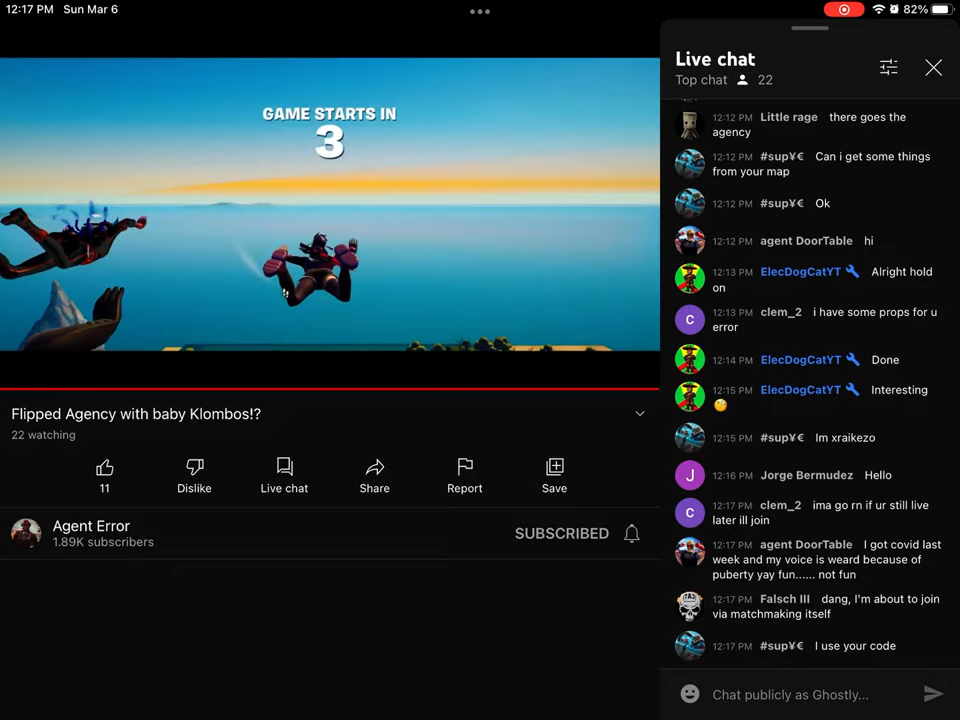 12:17 PM Sun Mar 6
82%
GAME STARTS IN
3
Flipped Agency with baby Klombos!?
22 watching
11
Dislike
Live chat
Share
Report
Save
Agent Error
1.89K subscribers
SUBSCRIBED
Live chat
Top chat 22
12:12 PM Little rage there goes the
agency
12:12 PM #sup¥€ Can i get some things
from your map
12:12 PM #sup¥€ Ok
12:12 PM agent DoorTable hi
12:13 PM ElecDogCatYT Alright hold
on
C
12:13 PM clem_2 i have some props for u
error
12:14 PM ElecDogCatYT Done
12:15 PM ElecDogCatYT Interesting
🧐
12:15 PM #sup¥€ Im xraikezo
J
12:16 PM Jorge Bermudez Hello
C
12:17 PM clem_2 ima go rn if ur still live
later ill join
12:17 PM agent DoorTable I got covid last
week and my voice is weard because of
puberty yay fun...... not fun
12:17 PM Falsch III dang, I'm about to join
via matchmaking itself
12:17 PM #sup¥€ I use your code
Chat publicly as Ghostly...